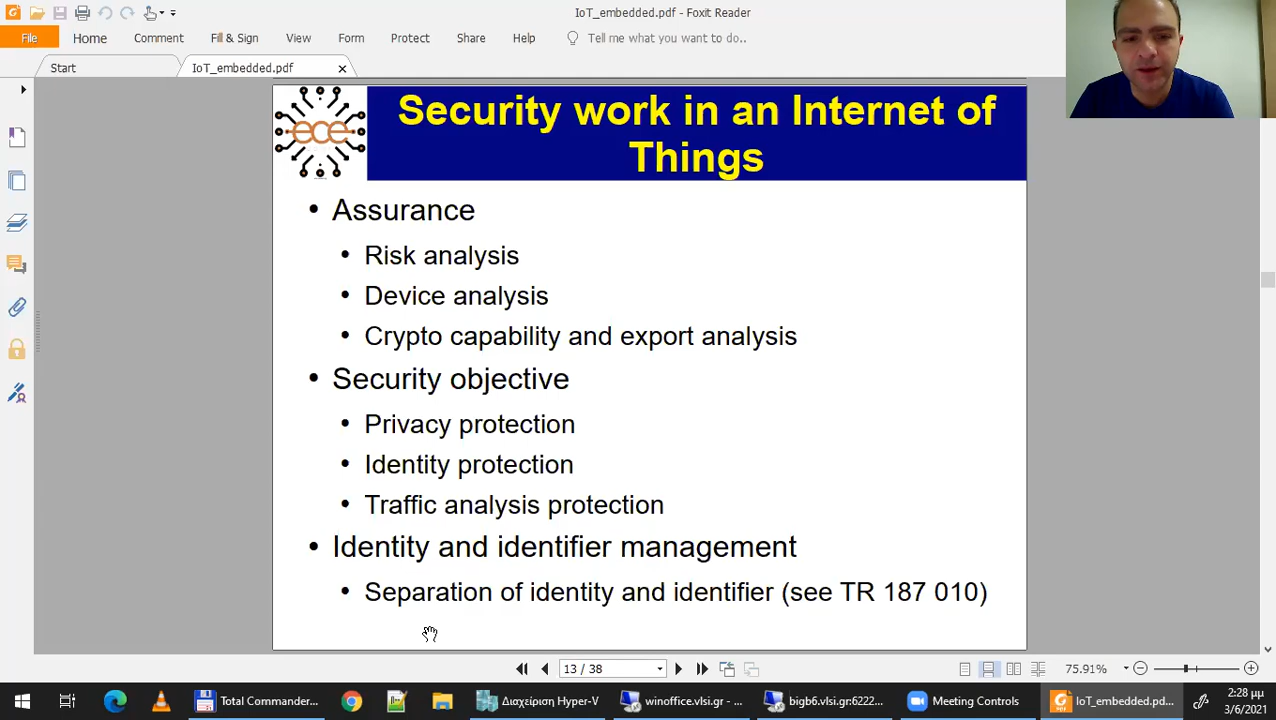 IoT_embedded.pdf - Foxit Reader
File Home Comment Fill & Sign View Form Protect Share Help Tell me what you want to do..
Start IoT_embedded.pdf
ece
Security work in an Internet of
Things
• Assurance
• Risk analysis
• Device analysis
• Crypto capability and export analysis
• Security objective
• Privacy protection
• Identity protection
• Traffic analysis protection
• Identity and identifier management
• Separation of identity and identifier (see TR 187 010)
13 / 38 75.91%
Total Commander... Διαχείριση Hyper-V winoffice.vlsi.gr - ... bigb6.vlsi.gr:6222... Meeting Controls IoT_embedded.pd... 2:28 μμ
3/6/2021